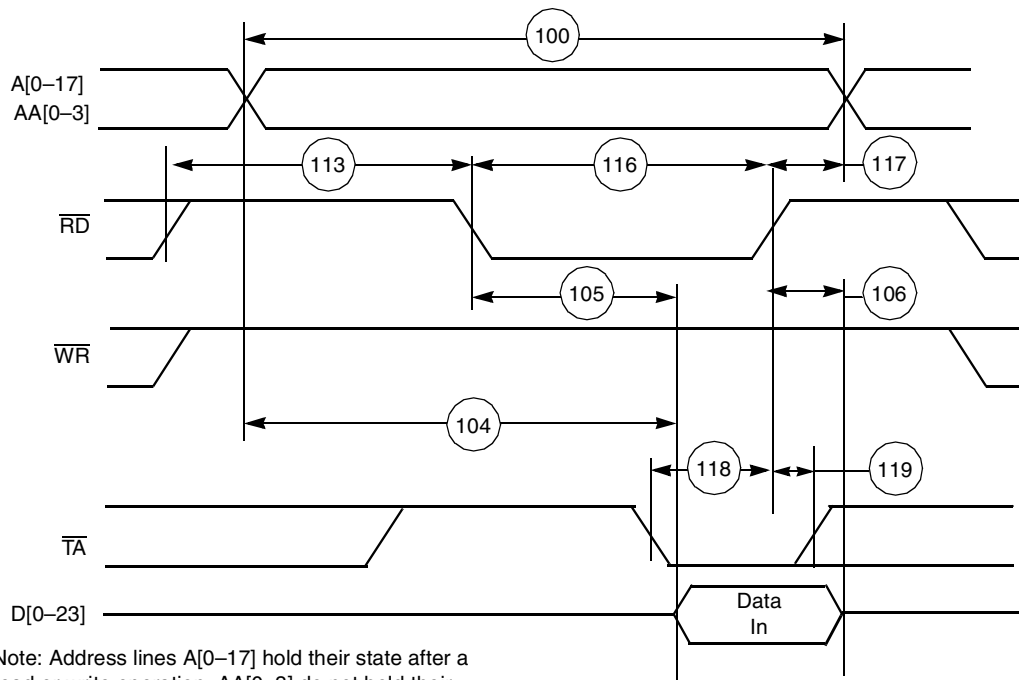 100
A[0–17]
AA[0–3]
113
116
117
RD
105
106
WR
104
118
119
TA
D[0–23]
Data
In
Note: Address lines A[0–17] hold their state after a